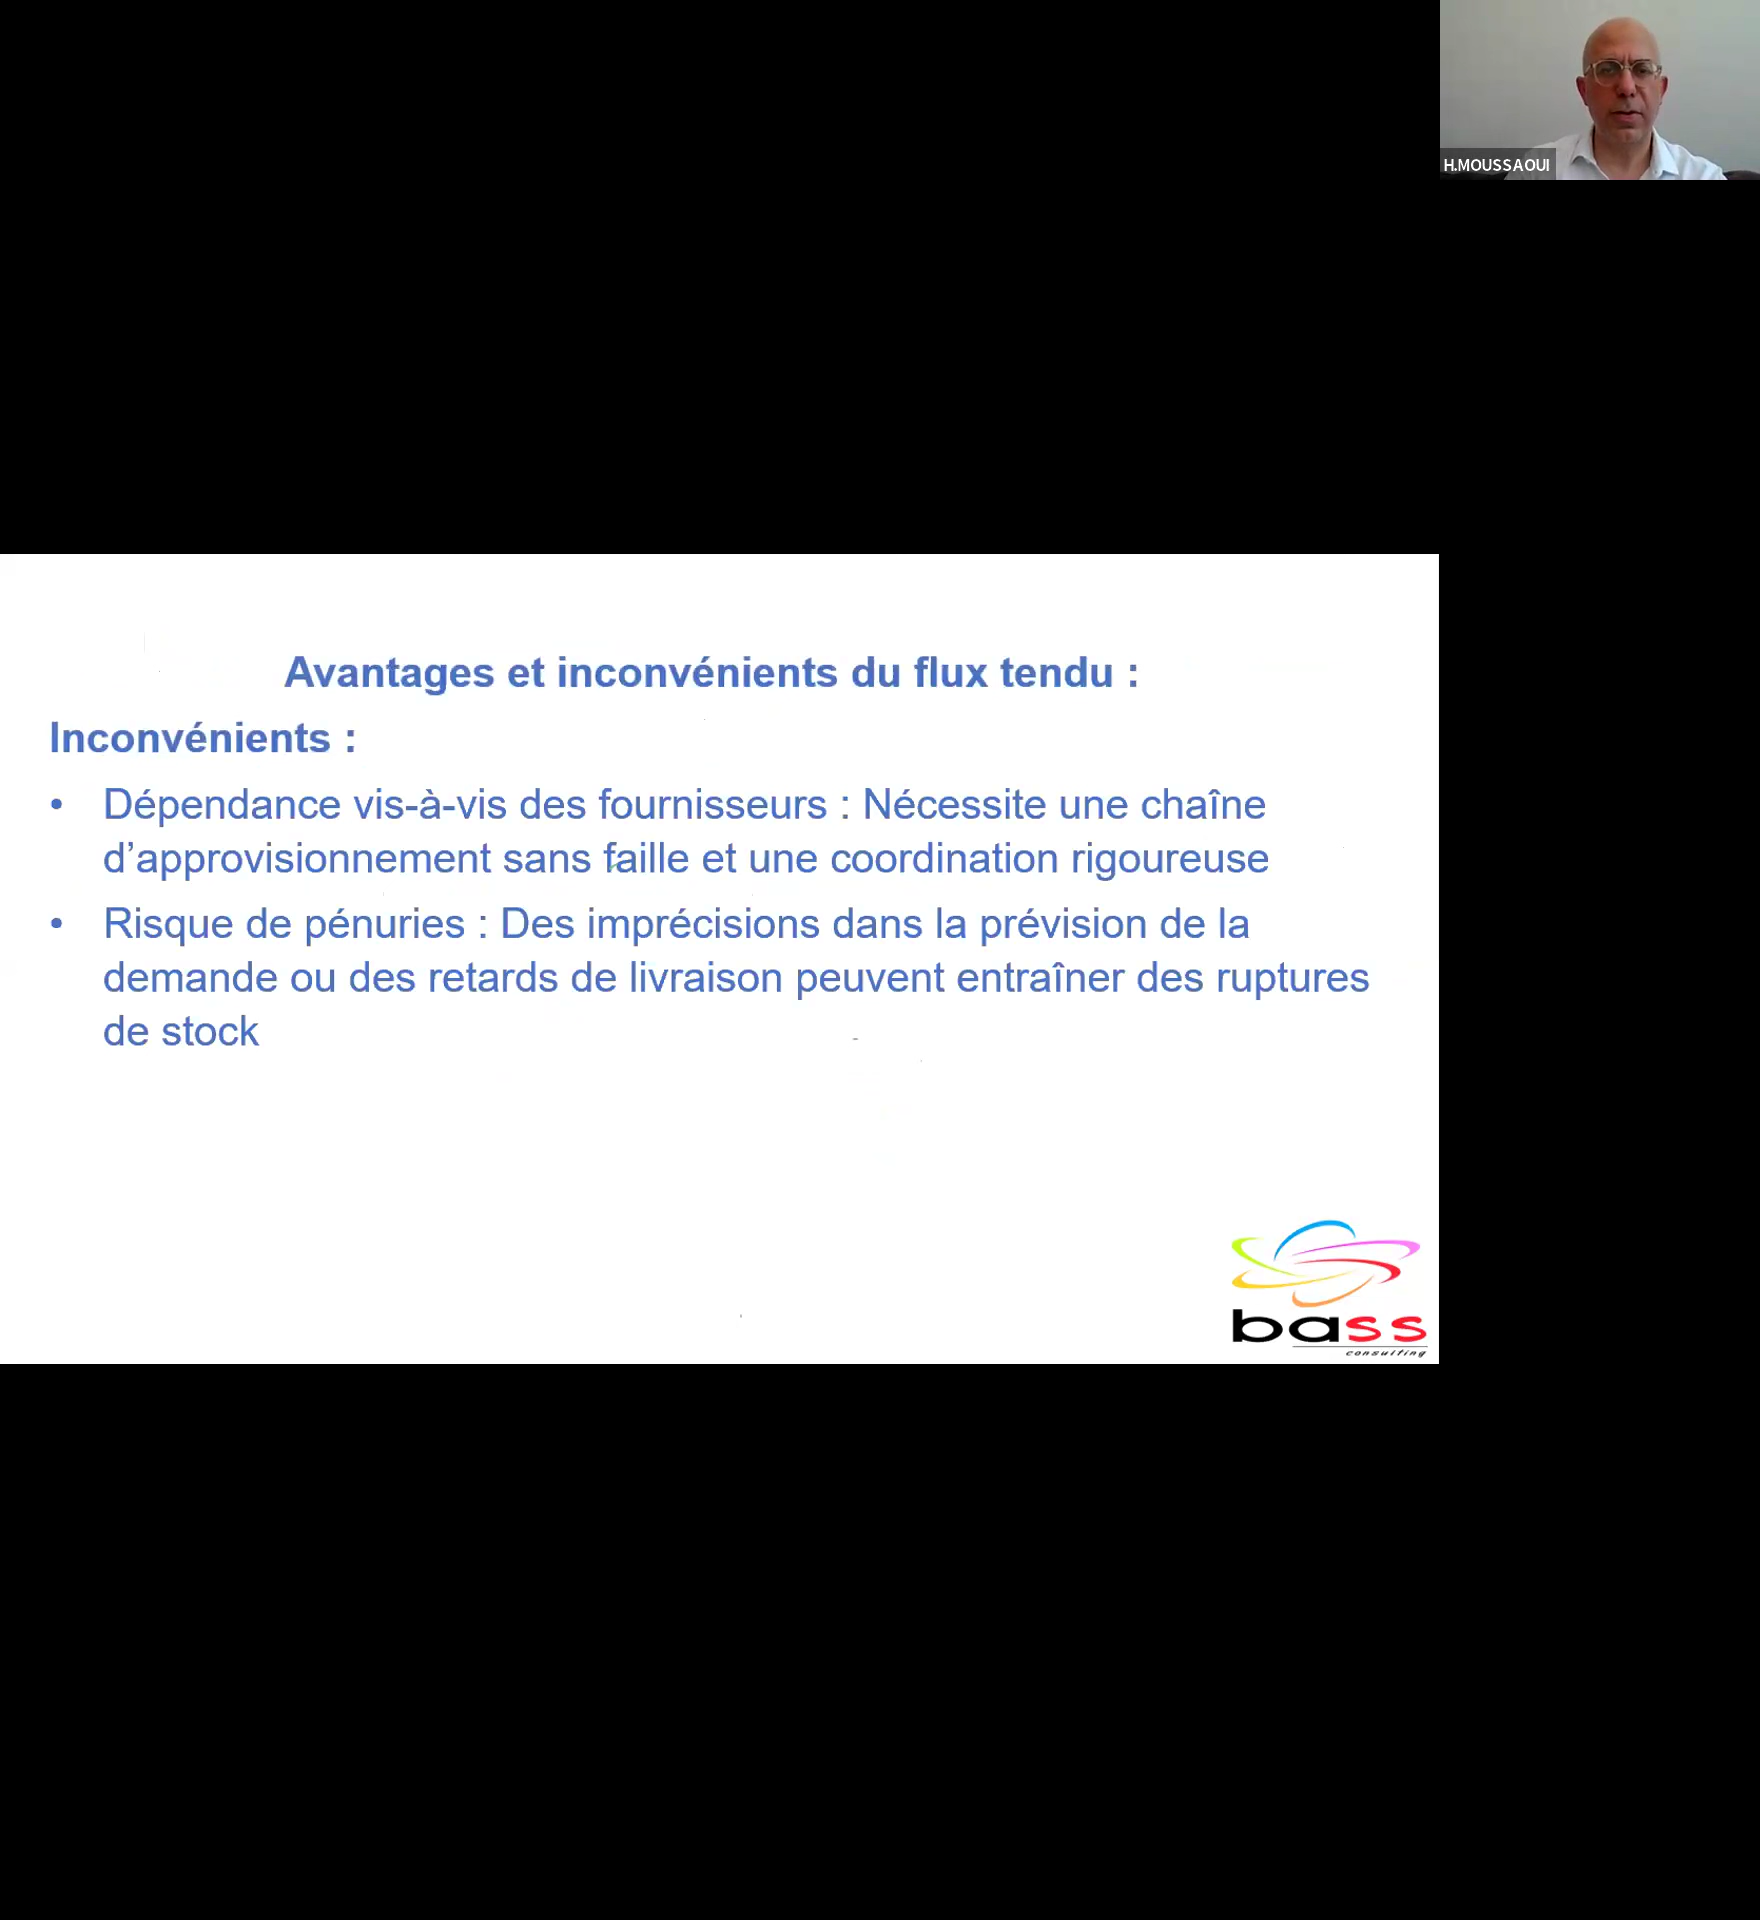 H.MOUSSAOUI
Avantages et inconvénients du flux tendu :
Inconvénients :
• Dépendance vis-à-vis des fournisseurs : Nécessite une chaîne
d’approvisionnement sans faille et une coordination rigoureuse
• Risque de pénuries : Des imprécisions dans la prévision de la
demande ou des retards de livraison peuvent entraîner des ruptures
de stock
bass
consulting